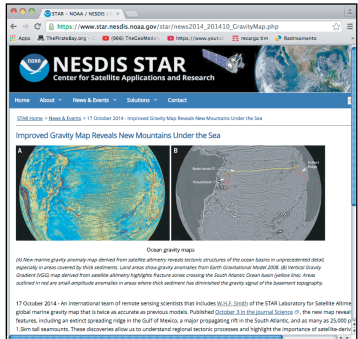 STAR – NOAA / NESDIS / ST
https://www.star.nesdis.noaa.gov/star/news2014_201410_GravityMap.php
Apps ThePirateBay.org - (966) TheGeoModel https://www.youtu recarga tim Rastreamento
NOAA NESDIS STAR
Center for Satellite Applications and Research
Home About News & Events Solutions Contact
STAR Home > News & Events > 17 October 2014 - Improved Gravity Map Reveals New Mountains Under the Sea
Improved Gravity Map Reveals New Mountains Under the Sea
A B
Ocean gravity maps
(A) New marine gravity anomaly map derived from satellite altimetry reveals tectonic structures of the ocean basins in unprecedented detail,
especially in areas covered by thick sediments. Land areas show gravity anomalies from Earth Gravitational Model 2008. (B) Vertical Gravity
Gradient (VGG) map derived from satellite altimetry highlights fracture zones crossing the South Atlantic Ocean basin (yellow line). Areas
outlined in red are small-amplitude anomalies in areas where thick sediment has diminished the gravity signal of the basement topography.
17 October 2014 - An international team of remote sensing scientists that includes W.H.F. Smith of the STAR Laboratory for Satellite Altime
global marine gravity map that is twice as accurate as previous models. Published October 3 in the journal Science, the new map reveal
features, including an extinct spreading ridge in the Gulf of Mexico, a major propagating rift in the South Atlantic, and as many as 25,000 p
1.5km tall seamounts. These discoveries allow us to understand regional tectonic processes and highlight the importance of satellite-deriv